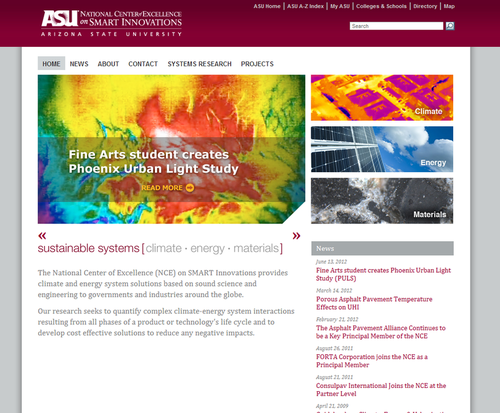 ASU Home | ASU A-Z Index | My ASU | Colleges & Schools | Directory | Map
ASU NATIONAL CENTER OF EXCELLENCE
ON SMART INNOVATIONS
ARIZONA STATE UNIVERSITY
Search
HOME NEWS ABOUT CONTACT SYSTEMS RESEARCH PROJECTS
Fine Arts student creates
Phoenix Urban Light Study
READ MORE
Climate
Energy
Materials
« »
sustainable systems [ climate · energy · materials ]
The National Center of Excellence (NCE) on SMART Innovations provides
climate and energy system solutions based on sound science and
engineering to governments and industries around the globe.
Our research seeks to quantify complex climate-energy system interactions
resulting from all phases of a product or technology's life cycle and to
develop cost effective solutions to reduce any negative impacts.
News
June 13, 2012
Fine Arts student creates Phoenix Urban Light
Study (PULS)
March 14, 2012
Porous Asphalt Pavement Temperature
Effects on UHI
February 21, 2012
The Asphalt Pavement Alliance Continues to
be a Key Principal Member of the NCE
August 26, 2011
FORTA Corporation joins the NCE as a
Principal Member
August 21, 2011
Consulpav International Joins the NCE at the
Partner Level
April 21, 2009